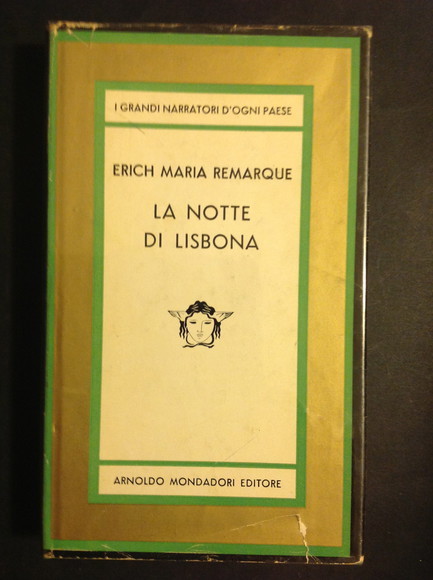 I GRANDI NARRATORI D'OGNI PAESE
ERICH MARIA REMARQUE
LA NOTTE
DI LISBONA
ARNOLDO MONDADORI EDITORE